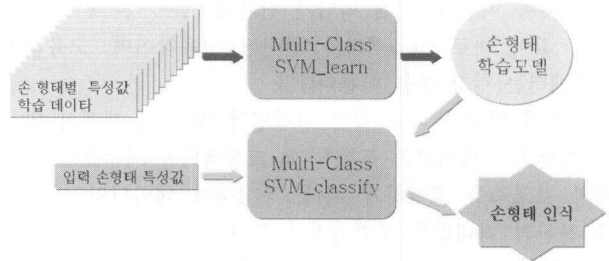 손 형태별 특성값
학습 데이타
Multi-Class
SVM_learn
손형태
학습모델
입력 손형태 특성값
Multi-Class
SVM_classify
손형태 인식